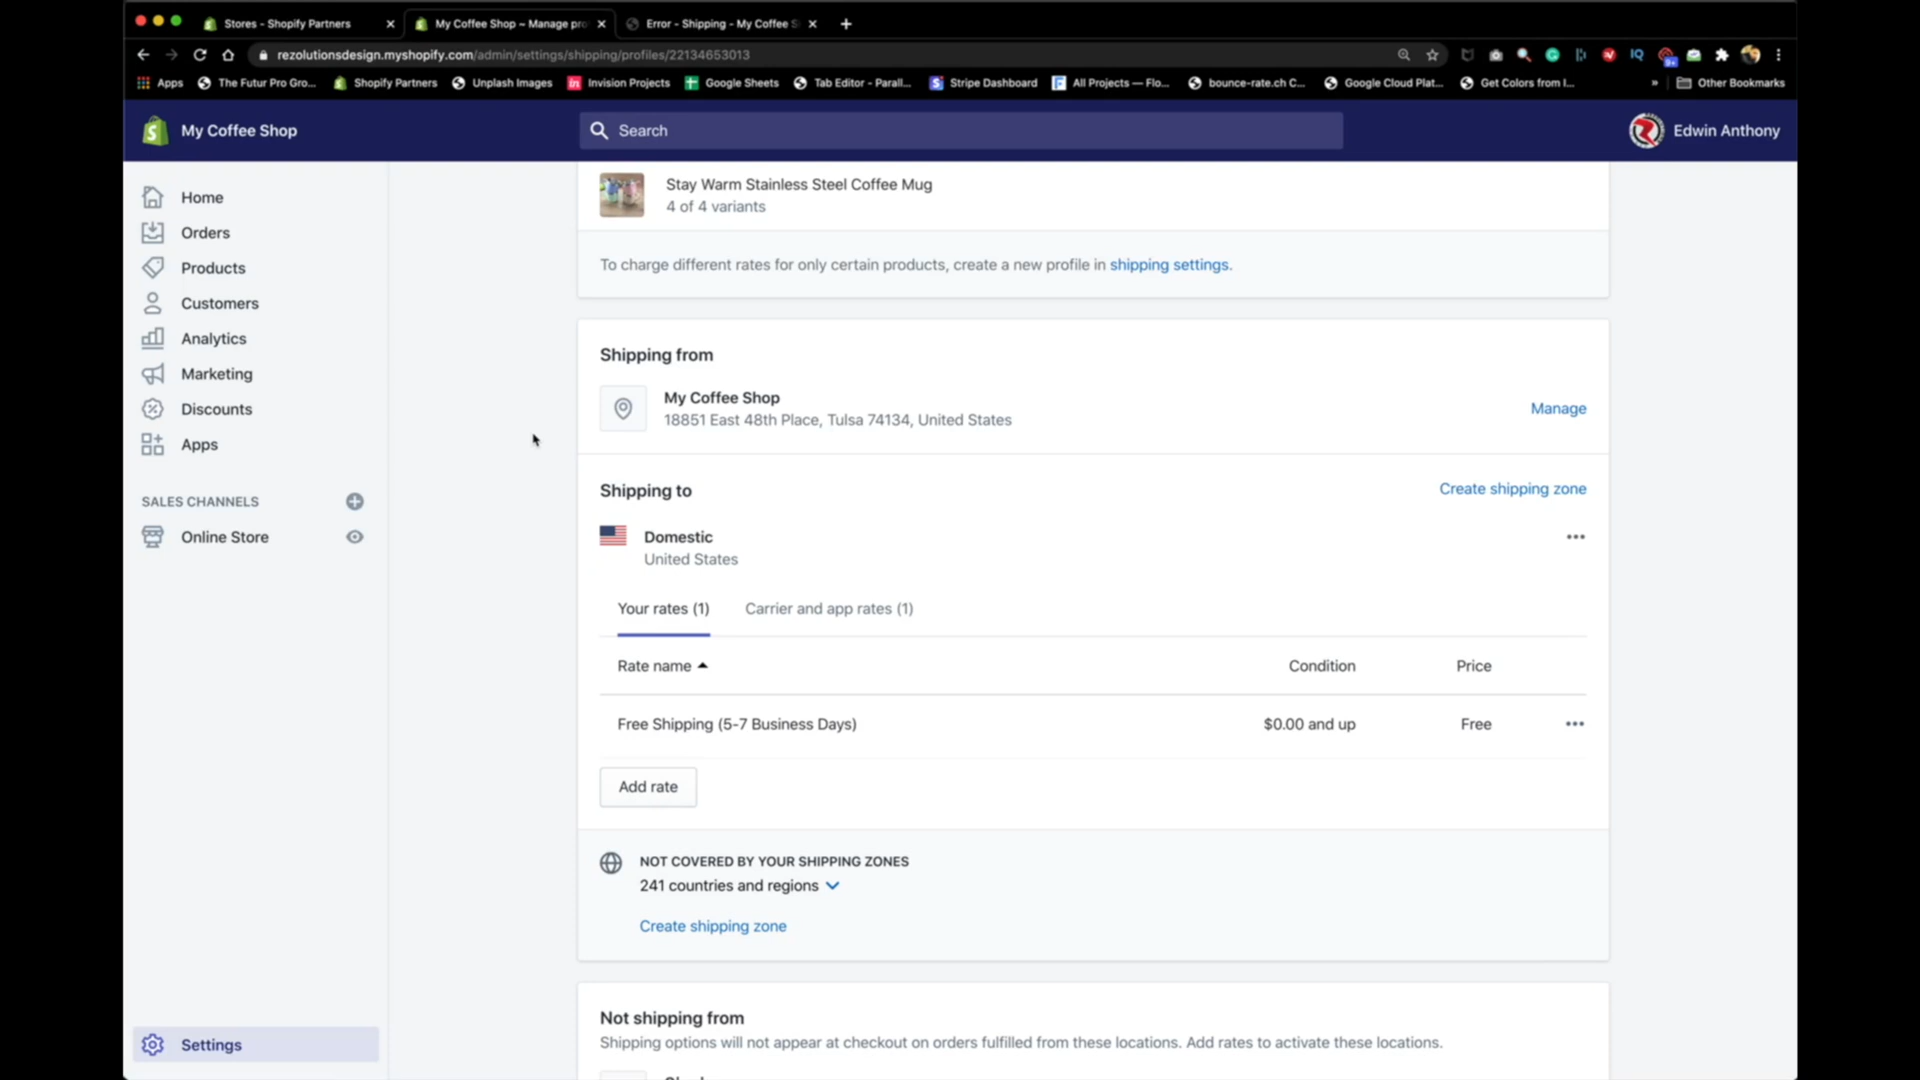 Stores - Shopify Partners
My Coffee Shop ~ Manage pro
Error - Shipping - My Coffee S
rezolutionsdesign.myshopify.com/admin/settings/shipping/profiles/22134653013
Apps
The Futur Pro Gro...
Shopify Partners
Unplash Images
Invision Projects
Google Sheets
Tab Editor - Parall...
Stripe Dashboard
All Projects — Flo...
bounce-rate.ch C...
Google Cloud Plat...
Get Colors from I...
»
Other Bookmarks
My Coffee Shop
Search
Edwin Anthony
Home
Orders
Products
Customers
Analytics
Marketing
Discounts
Apps
SALES CHANNELS
Online Store
Settings
Stay Warm Stainless Steel Coffee Mug
4 of 4 variants
To charge different rates for only certain products, create a new profile in shipping settings.
Shipping from
My Coffee Shop
18851 East 48th Place, Tulsa 74134, United States
Manage
Shipping to
Create shipping zone
Domestic
United States
Your rates (1)
Carrier and app rates (1)
Rate name
Condition
Price
Free Shipping (5-7 Business Days)
$0.00 and up
Free
Add rate
NOT COVERED BY YOUR SHIPPING ZONES
241 countries and regions
Create shipping zone
Not shipping from
Shipping options will not appear at checkout on orders fulfilled from these locations. Add rates to activate these locations.